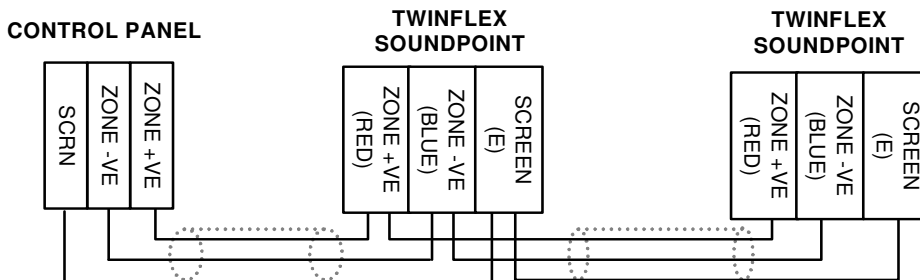 CONTROL PANEL
SCRN
ZONE -VE
ZONE +VE
TWINFLEX
SOUNDPOINT
ZONE +VE
(RED)
ZONE -VE
(BLUE)
SCREEN
(E)
TWINFLEX
SOUNDPOINT
ZONE +VE
(RED)
ZONE -VE
(BLUE)
SCREEN
(E)